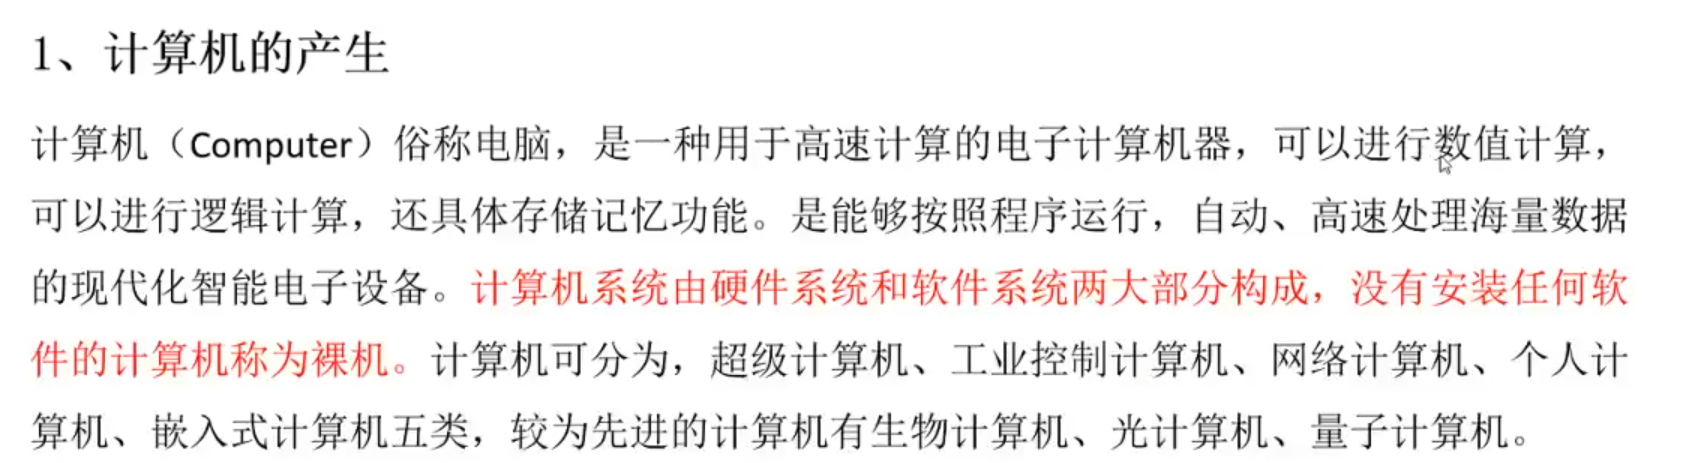 1、计算机的产生
计算机（Computer）俗称电脑，是一种用于高速计算的电子计算机器，可以进行数值计算，
可以进行逻辑计算，还具体存储记忆功能。是能够按照程序运行，自动、高速处理海量数据
的现代化智能电子设备。计算机系统由硬件系统和软件系统两大部分构成，没有安装任何软
件的计算机称为裸机。计算机可分为，超级计算机、工业控制计算机、网络计算机、个人计
算机、嵌入式计算机五类，较为先进的计算机有生物计算机、光计算机、量子计算机。